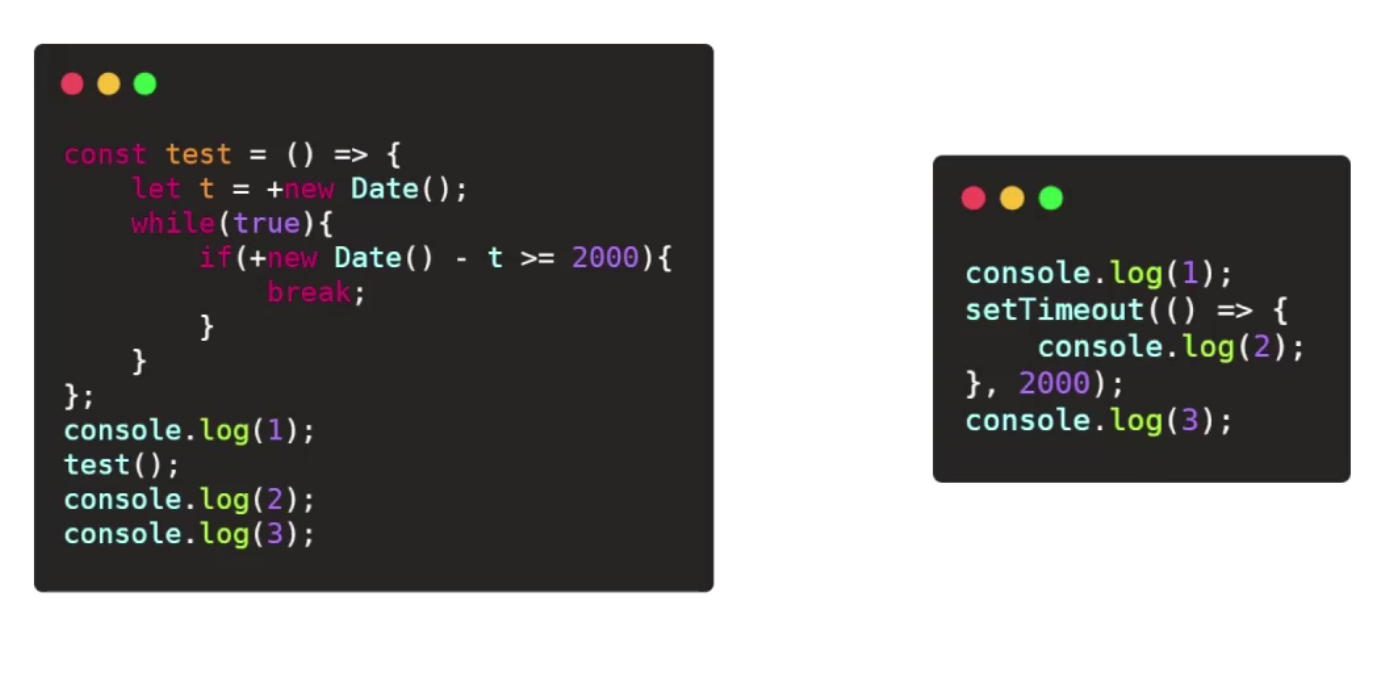 const test = () => {
    let t = +new Date();
    while(true){
        if(+new Date() - t >= 2000){
            break;
        }
    }
};
console.log(1);
test();
console.log(2);
console.log(3);
console.log(1);
setTimeout(() => {
    console.log(2);
}, 2000);
console.log(3);